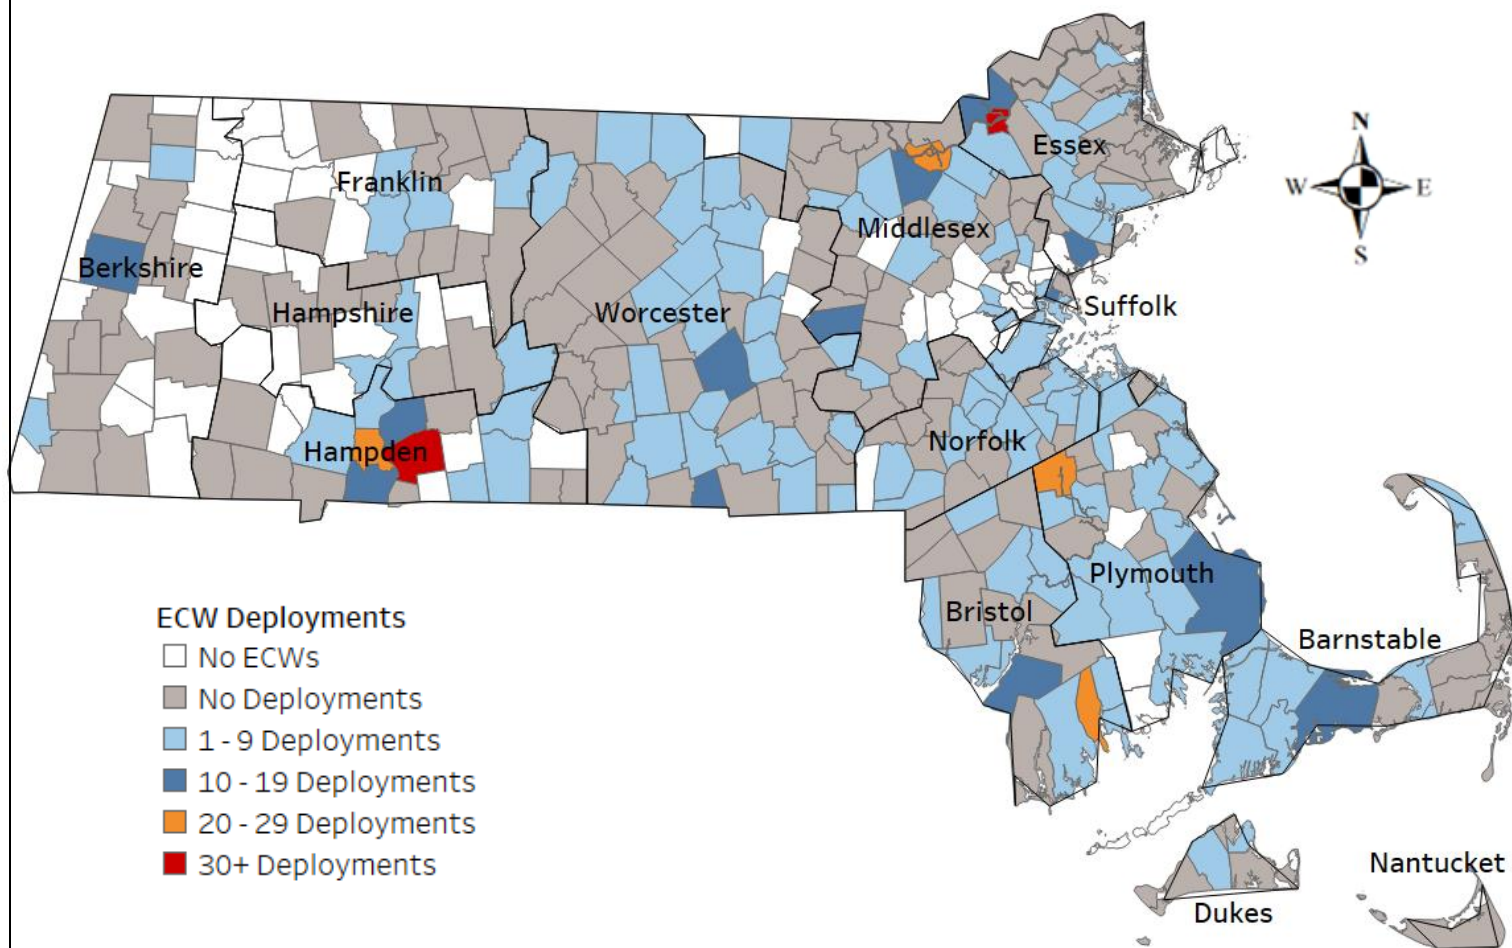 N
Essex
W E
Franklin
Middlesex
S
Berkshire
Hampshire
Worcester
Suffolk
Norfolk
Hampden
Plymouth
Bristol
Barnstable
ECW Deployments
No ECWs
No Deployments
1 - 9 Deployments
10 - 19 Deployments
20 - 29 Deployments
30+ Deployments
Nantucket
Dukes